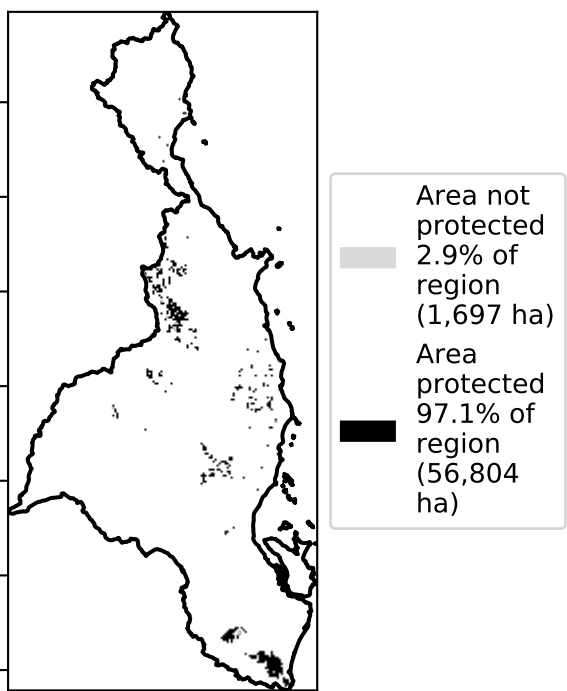 Area not
protected
2.9% of
region
(1,697 ha)
Area
protected
97.1% of
region
(56,804
ha)